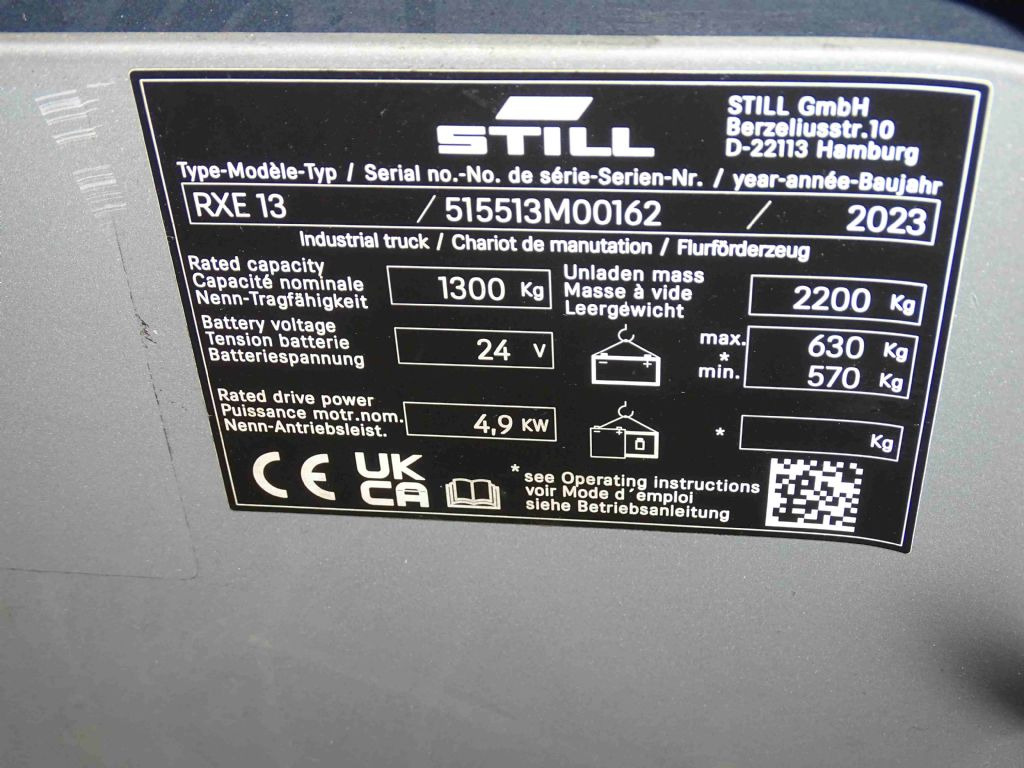 STILL
STILL GmbH
Berzeliusstr.10
D-22113 Hamburg
Type-Modèle-Typ / Serial no.-No. de série-Serien-Nr. / year-année-Baujahr
RXE 13 / 515513M00162 / 2023
Industrial truck / Chariot de manutation / Flurförderzeug
Rated capacity
Capacité nominale
Nenn-Tragfähigkeit
1300 Kg
Unladen mass
Masse à vide
Leergewicht
2200 Kg
Battery voltage
Tension batterie
Batteriespannung
24 V
max. 630 Kg
*
min. 570 Kg
Rated drive power
Puissance motr.nom.
Nenn-Antriebsleist.
4,9 KW
* Kg
CE UK
CA
* see Operating instructions
voir Mode d´emploi
siehe Betriebsanleitung